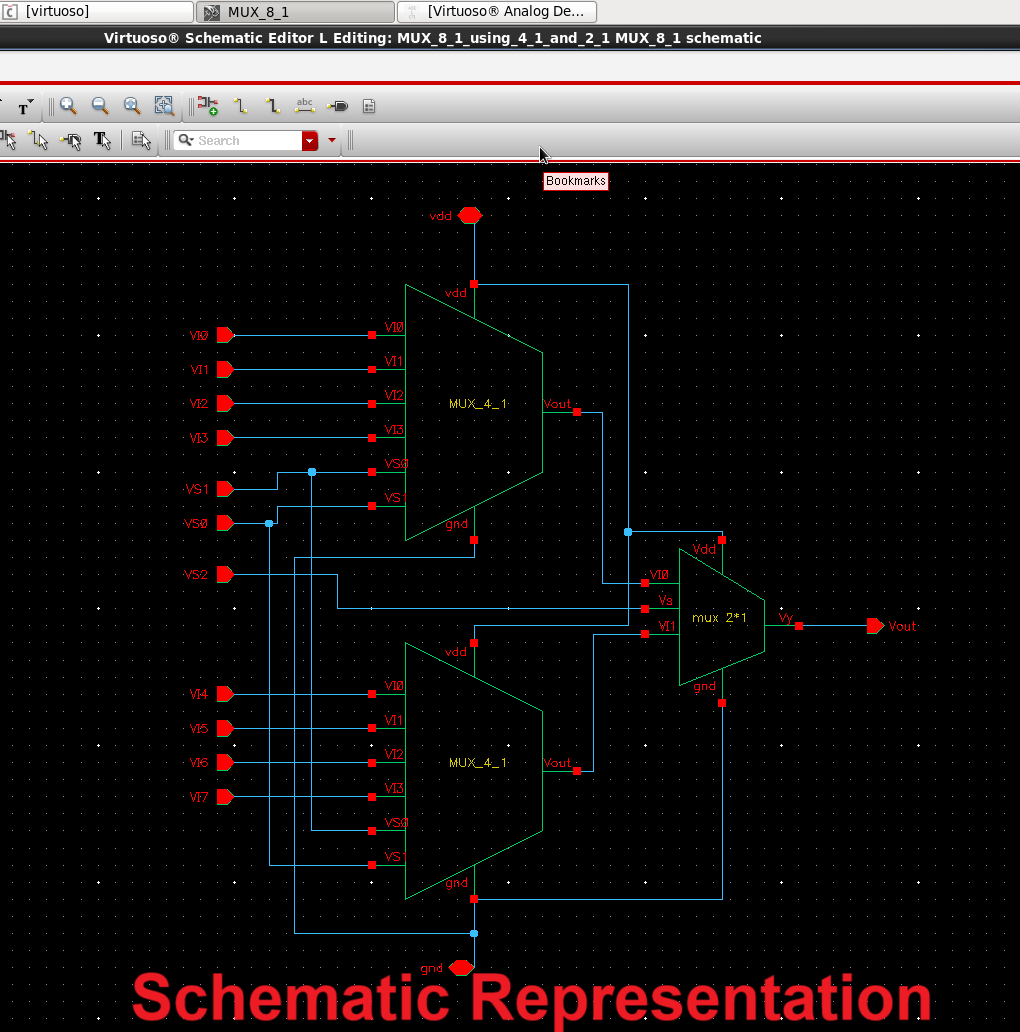 [virtuoso]
MUX_8_1
[Virtuoso® Analog De...
Virtuoso® Schematic Editor L Editing: MUX_8_1_using_4_1_and_2_1 MUX_8_1 schematic
T
abc
T
Search
Bookmarks
vdd
vdd
VI0
VI0
VI1
VI1
VI2
VI2
MUX_4_1
Vout
VI3
VI3
VS0
VS1
VS
VS0
gnd
Vdd
VS2
VI0
Vs
mux 2*1
Vy
Vout
VI1
vdd
gnd
VI4
VI0
VI5
VI1
VI6
VI2
MUX_4_1
Vout
VI7
VI3
VS0
VS
gnd
gnd
Schematic Representation